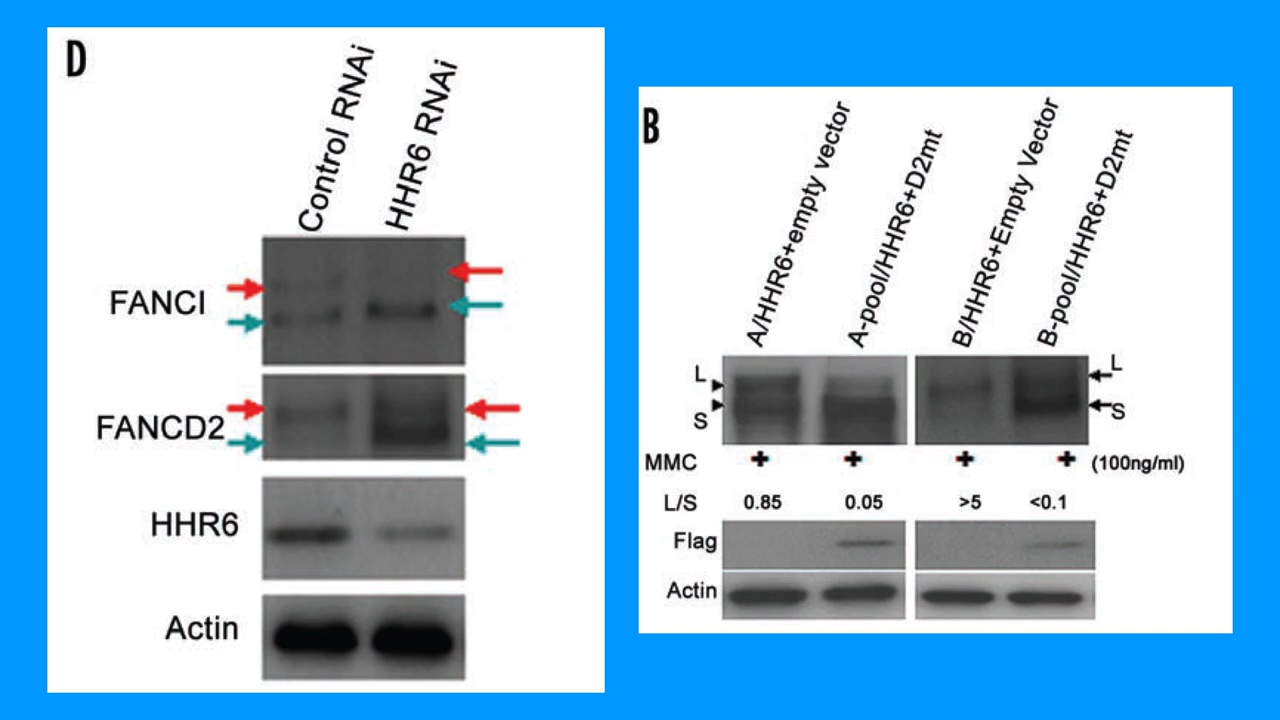 D
Control RNAi
HHR6 RNAi
FANCI
FANCD2
HHR6
Actin
B
A/HHR6+empty vector
A-pool/HHR6+D2mt
B/HHR6+Empty Vector
B-pool/HHR6+D2mt
L L
S S
MMC + + + + (100ng/ml)
L/S 0.85 0.05 >5 <0.1
Flag
Actin